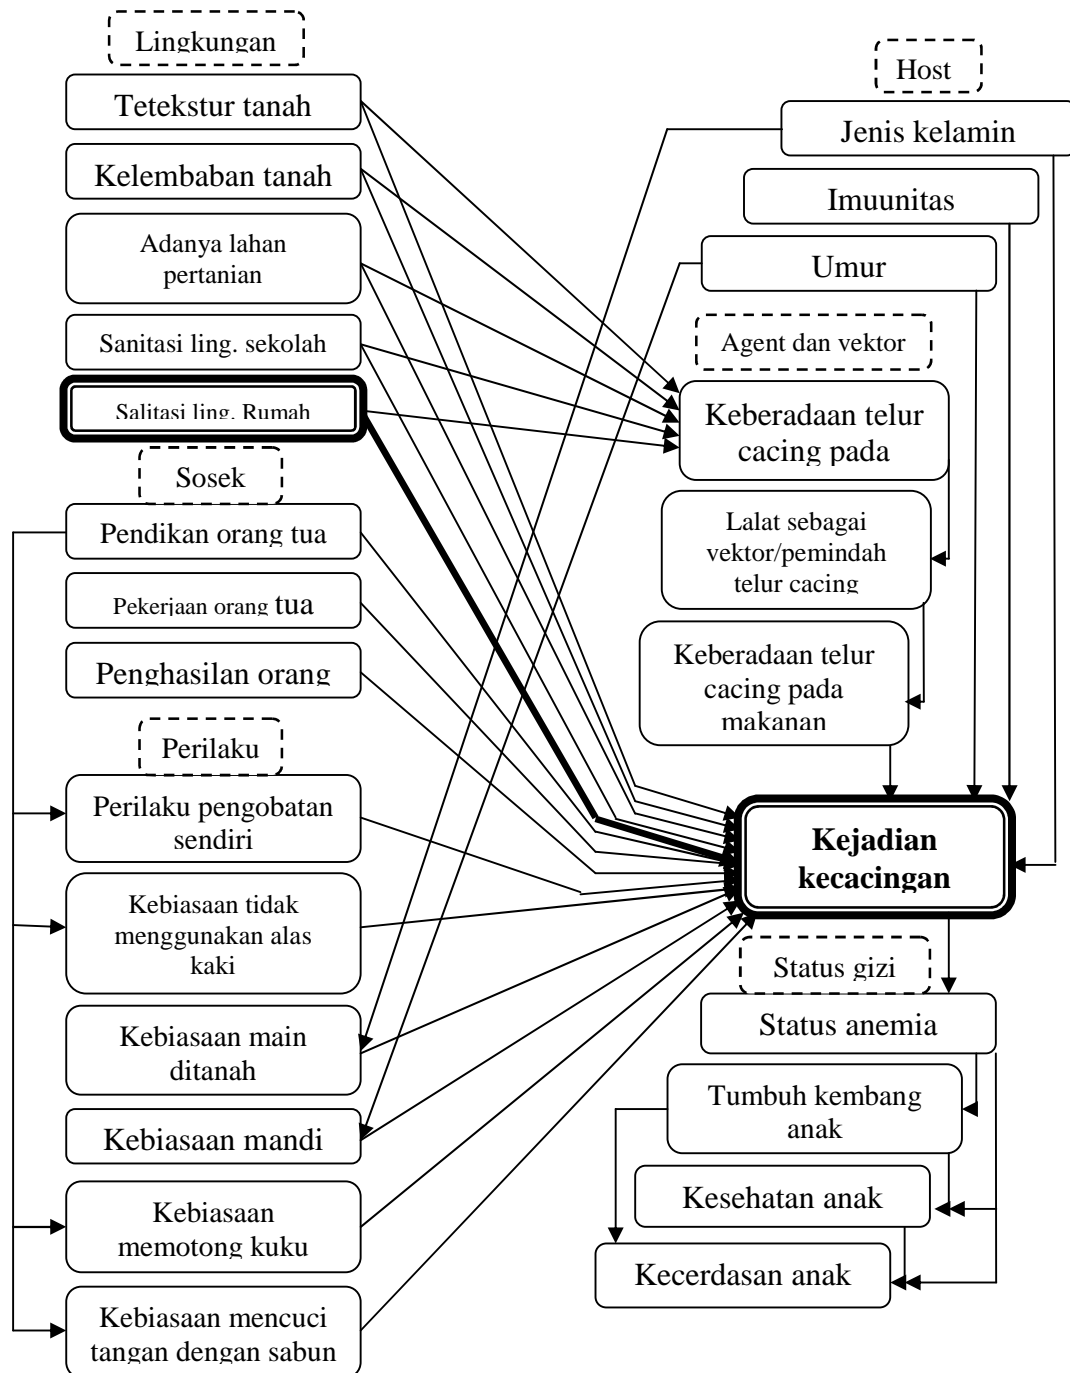 Lingkungan
Tetekstur tanah
Kelembaban tanah
Adanya lahan
pertanian
Sanitasi ling. sekolah
Salitasi ling. Rumah
Sosek
Pendikan orang tua
Pekerjaan orang tua
Penghasilan orang
Perilaku
Perilaku pengobatan
sendiri
Kebiasaan tidak
menggunakan alas
kaki
Kebiasaan main
ditanah
Kebiasaan mandi
Kebiasaan
memotong kuku
Kebiasaan mencuci
tangan dengan sabun
Host
Jenis kelamin
Imuunitas
Umur
Agent dan vektor
Keberadaan telur
cacing pada
Lalat sebagai
vektor/pemindah
telur cacing
Keberadaan telur
cacing pada
makanan
Kejadian
kecacingan
Status gizi
Status anemia
Tumbuh kembang
anak
Kesehatan anak
Kecerdasan anak